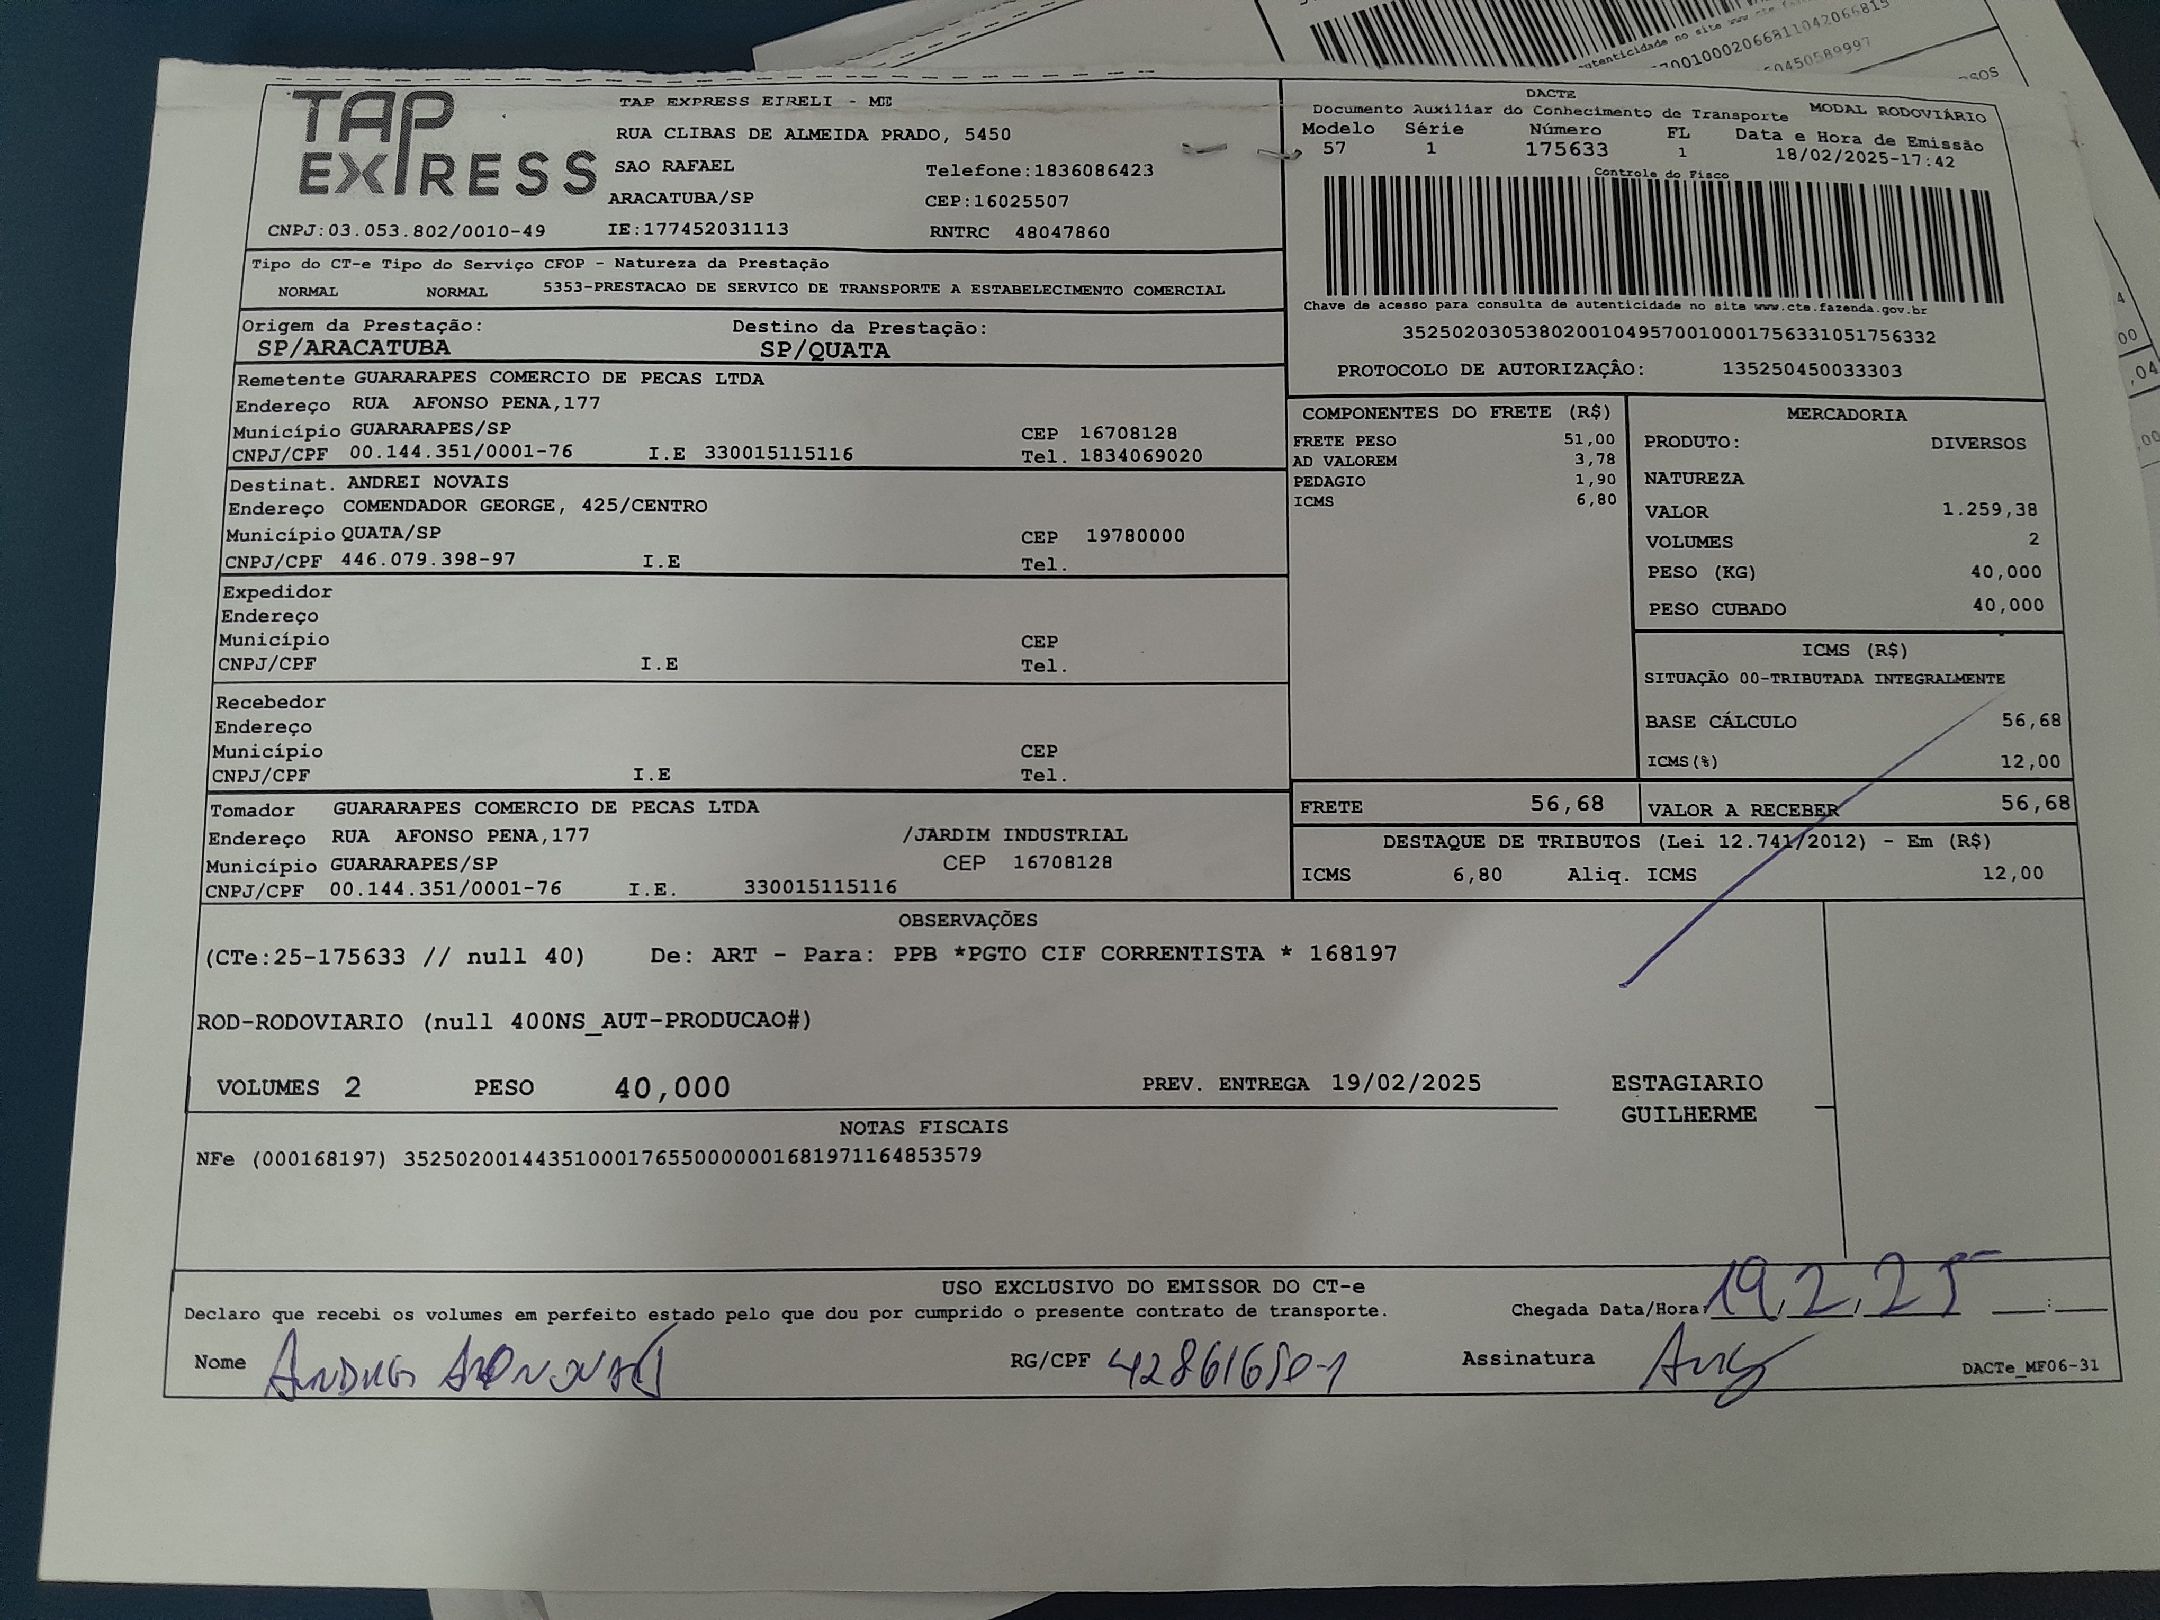 TAP EXPRESS
TAP EXPRESS EIRELI - ME
RUA CLIBAS DE ALMEIDA PRADO, 5450
SAO RAFAEL Telefone:1836086423
ARACATUBA/SP CEP:16025507
CNPJ:03.053.802/0010-49 IE:177452031113 RNTRC 48047860
DACTE
Documento Auxiliar do Conhecimento de Transporte MODAL RODOVIÁRIO
Modelo Série Número FL Data e Hora de Emissão
57 1 175633 1 18/02/2025-17:42
Controle do Fisco
Chave de acesso para consulta de autenticidade no site www.cte.fazenda.gov.br
35250203053802001049570010001756331051756332
PROTOCOLO DE AUTORIZAÇÂO: 135250450033303
Tipo do CT-e Tipo do Serviço CFOP - Natureza da Prestação
NORMAL NORMAL 5353-PRESTACAO DE SERVICO DE TRANSPORTE A ESTABELECIMENTO COMERCIAL
Origem da Prestação: Destino da Prestação:
SP/ARACATUBA SP/QUATA
Remetente GUARARAPES COMERCIO DE PECAS LTDA
Endereço RUA AFONSO PENA,177
Município GUARARAPES/SP CEP 16708128
CNPJ/CPF 00.144.351/0001-76 I.E 330015115116 Tel. 1834069020
Destinat. ANDREI NOVAIS
Endereço COMENDADOR GEORGE, 425/CENTRO
Município QUATA/SP CEP 19780000
CNPJ/CPF 446.079.398-97 I.E Tel.
Expedidor
Endereço
Município CEP
CNPJ/CPF I.E Tel.
Recebedor
Endereço
Município CEP
CNPJ/CPF I.E Tel.
Tomador GUARARAPES COMERCIO DE PECAS LTDA
Endereço RUA AFONSO PENA,177 /JARDIM INDUSTRIAL
Município GUARARAPES/SP CEP 16708128
CNPJ/CPF 00.144.351/0001-76 I.E. 330015115116
COMPONENTES DO FRETE (R$)
FRETE PESO 51,00
AD VALOREM 3,78
PEDAGIO 1,90
ICMS 6,80
MERCADORIA
PRODUTO: DIVERSOS
NATUREZA
VALOR 1.259,38
VOLUMES 2
PESO (KG) 40,000
PESO CUBADO 40,000
ICMS (R$)
SITUAÇÃO 00-TRIBUTADA INTEGRALMENTE
BASE CÁLCULO 56,68
ICMS(%) 12,00
FRETE 56,68 VALOR A RECEBER 56,68
DESTAQUE DE TRIBUTOS (Lei 12.741/2012) - Em (R$)
ICMS 6,80 Aliq. ICMS 12,00
OBSERVAÇÕES
(CTe:25-175633 // null 40) De: ART - Para: PPB *PGTO CIF CORRENTISTA * 168197
ROD-RODOVIARIO (null 400NS_AUT-PRODUCAO#)
VOLUMES 2 PESO 40,000 PREV. ENTREGA 19/02/2025
ESTAGIARIO
GUILHERME
NOTAS FISCAIS
NFe (000168197) 35250200144351000176550000001681971164853579
USO EXCLUSIVO DO EMISSOR DO CT-e
Declaro que recebi os volumes em perfeito estado pelo que dou por cumprido o presente contrato de transporte. Chegada Data/Hora 19 2 25
Nome RG/CPF Assinatura DACTe_MF06-31